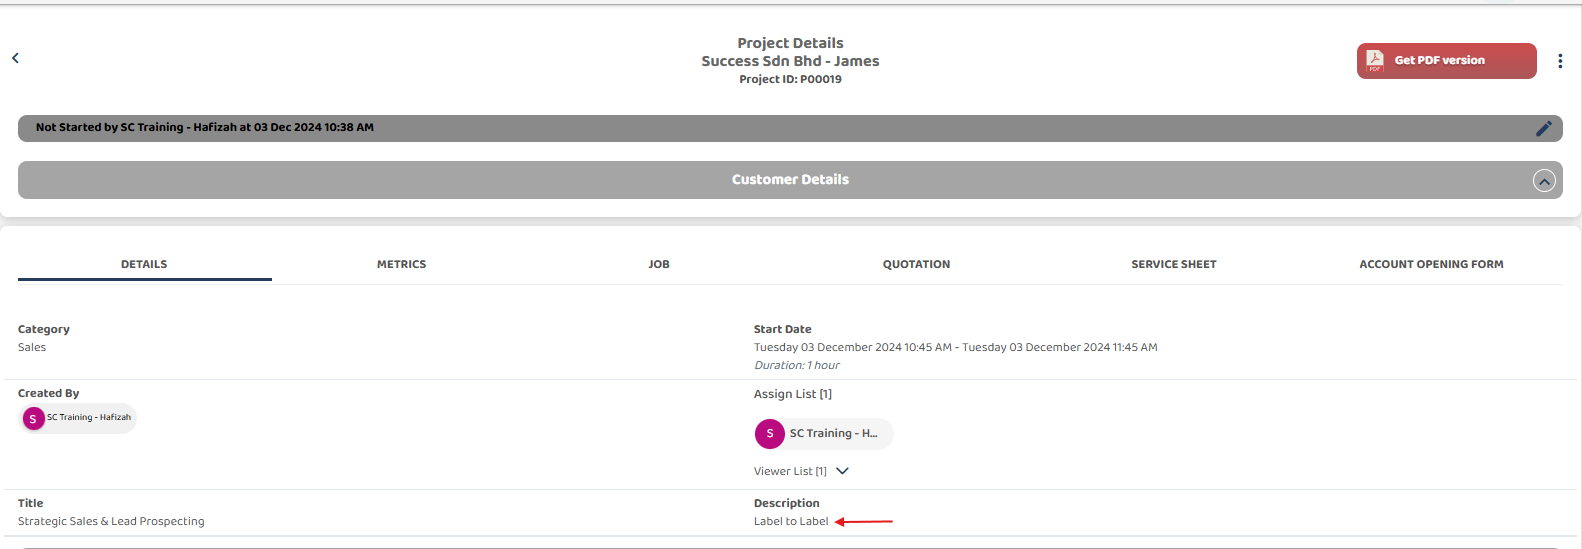 Project Details
Success Sdn Bhd - James
Project ID: P00019
PDF
Get PDF version
Not Started by SC Training - Hafizah at 03 Dec 2024 10:38 AM
Customer Details
DETAILS
METRICS
JOB
QUOTATION
SERVICE SHEET
ACCOUNT OPENING FORM
Category
Sales
Start Date
Tuesday 03 December 2024 10:45 AM - Tuesday 03 December 2024 11:45 AM
Duration: 1 hour
Created By
S SC Training - Hafizah
Assign List [1]
S SC Training - H...
Viewer List [1]
Title
Strategic Sales & Lead Prospecting
Description
Label to Label